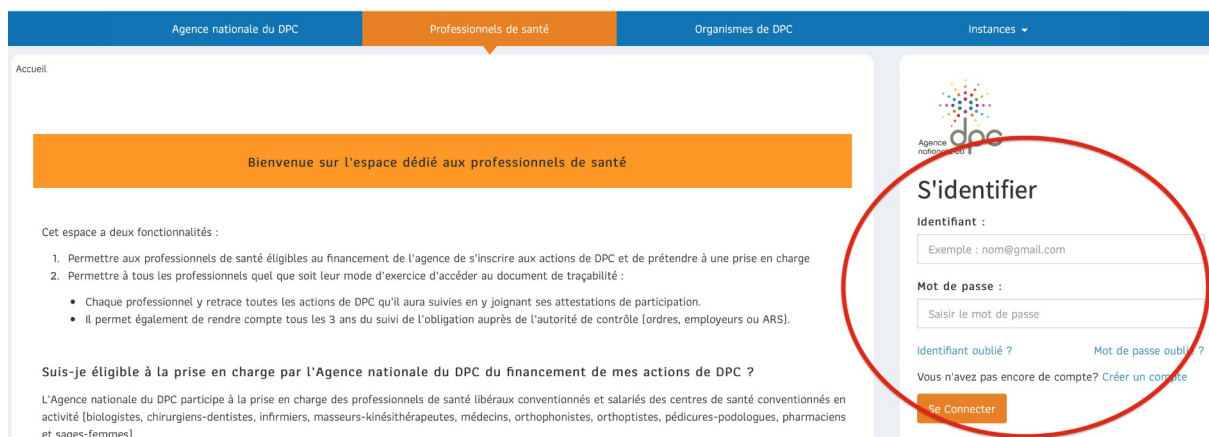 Agence nationale du DPC
Professionnels de santé
Organismes de DPC
Instances
Accueil
Bienvenue sur l'espace dédié aux professionnels de santé
Cet espace a deux fonctionnalités :
1. Permettre aux professionnels de santé éligibles au financement de l'agence de s'inscrire aux actions de DPC et de prétendre à une prise en charge
2. Permettre à tous les professionnels quel que soit leur mode d'exercice d'accéder au document de traçabilité :
• Chaque professionnel y retrace toutes les actions de DPC qu'il aura suivies en y joignant ses attestations de participation.
• Il permet également de rendre compte tous les 3 ans du suivi de l'obligation auprès de l'autorité de contrôle (ordres, employeurs ou ARS).
Suis-je éligible à la prise en charge par l'Agence nationale du DPC du financement de mes actions de DPC ?
L'Agence nationale du DPC participe à la prise en charge des professionnels de santé libéraux conventionnés et salariés des centres de santé conventionnés en
activité (biologistes, chirurgiens-dentistes, infirmiers, masseurs-kinésithérapeutes, médecins, orthophonistes, orthoptistes, pédicures-podologues, pharmaciens
et sages-femmes).
Agence
nationale du
dpc
S'identifier
Identifiant :
Exemple : nom@gmail.com
Mot de passe :
Saisir le mot de passe
Identifiant oublié ? Mot de passe oublié ?
Vous n'avez pas encore de compte? Créer un compte
Se Connecter